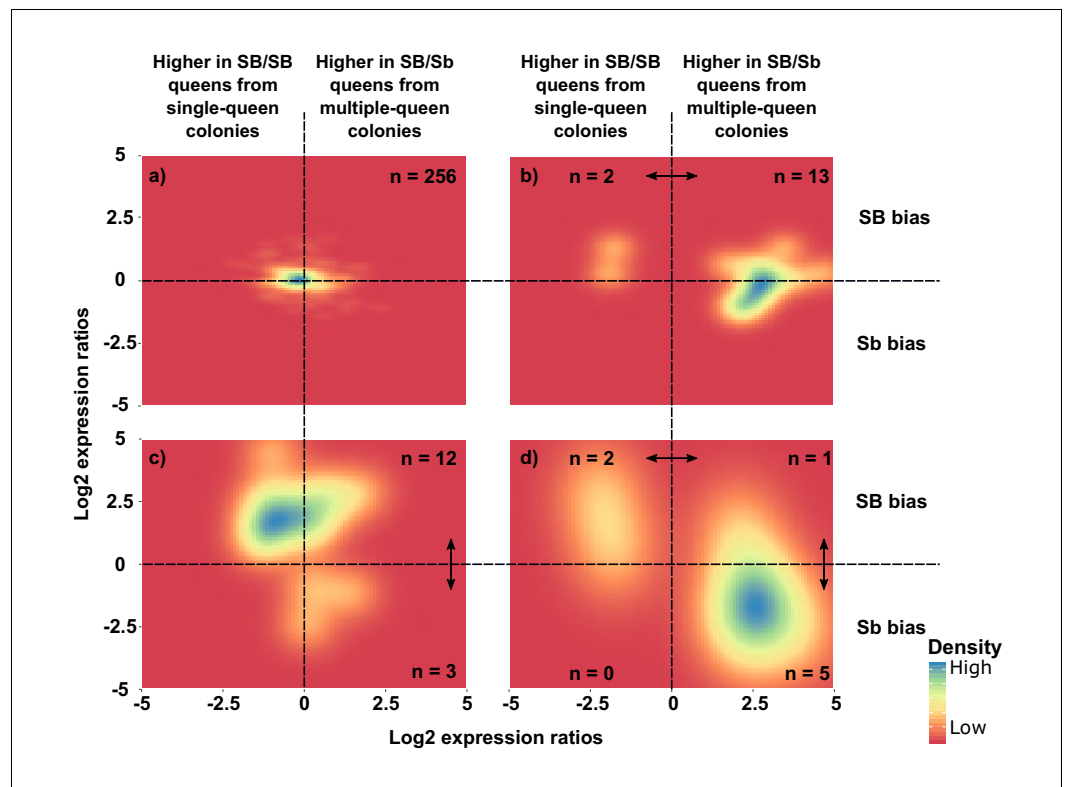 Higher in SB/SB
queens from
single-queen
colonies
Higher in SB/Sb
queens from
multiple-queen
colonies
Higher in SB/SB
queens from
single-queen
colonies
Higher in SB/Sb
queens from
multiple-queen
colonies
5
2.5
0
-2.5
-5
a)
n = 256
b)
n = 2
n = 13
SB bias
Sb bias
Log2 expression ratios
5
2.5
0
-2.5
-5
c)
n = 12
n = 3
d)
n = 2
n = 1
n = 0
n = 5
SB bias
Sb bias
-5
-2.5
0
2.5
5
-5
-2.5
0
2.5
5
Log2 expression ratios
Density
High
Low